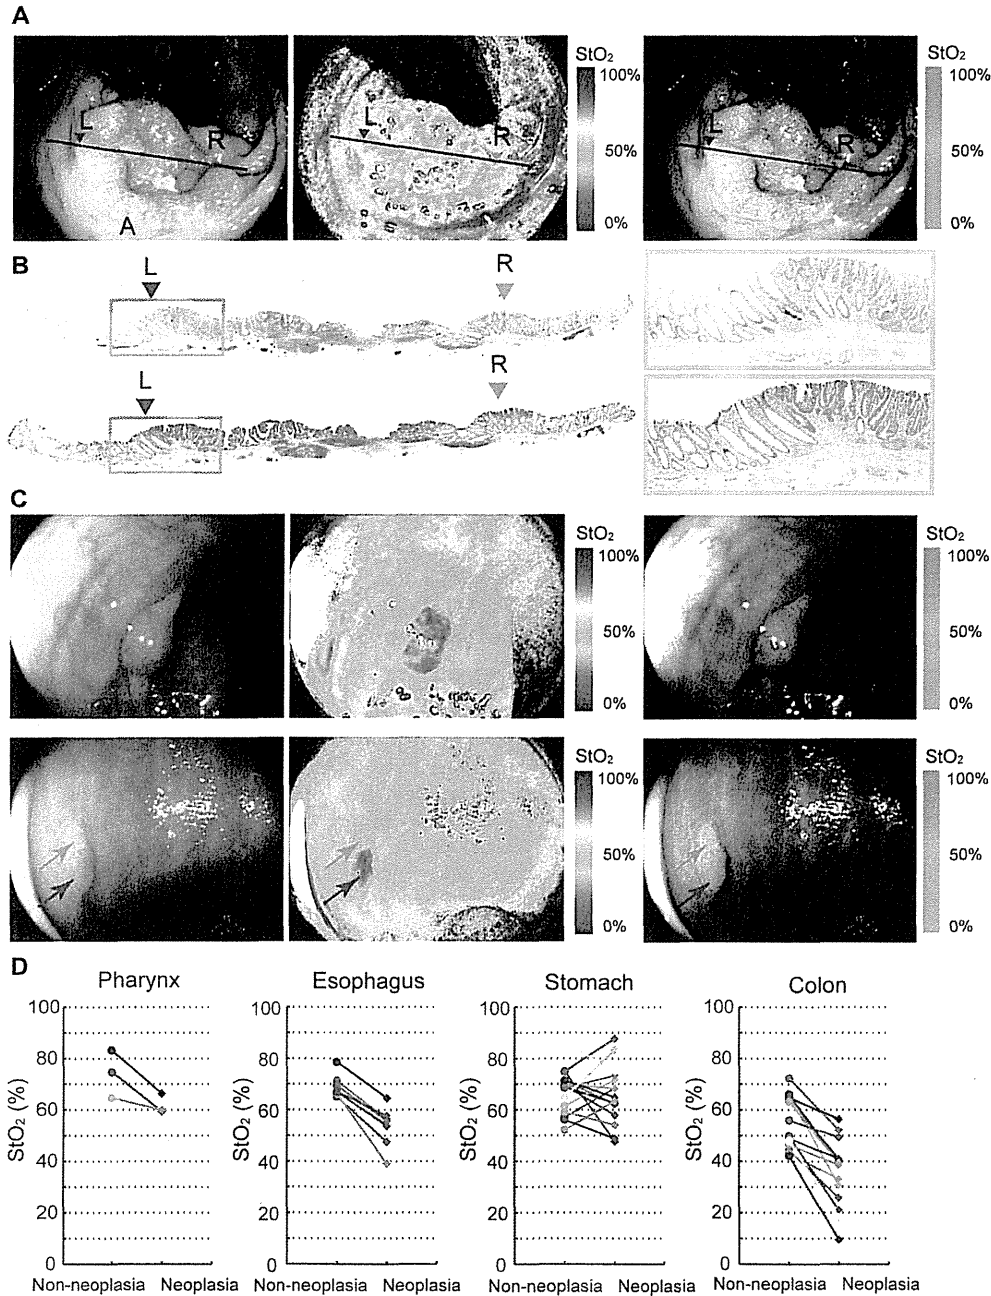 A
StO₂
100%
50%
0%
StO₂
100%
50%
0%
L
R
A
L
R
L
R
B
L
R
L
R
C
StO₂
100%
50%
0%
StO₂
100%
50%
0%
StO₂
100%
50%
0%
StO₂
100%
50%
0%
D
Pharynx
StO₂ (%)
100
80
60
40
20
0
Non-neoplasia Neoplasia
Esophagus
StO₂ (%)
100
80
60
40
20
0
Non-neoplasia Neoplasia
Stomach
StO₂ (%)
100
80
60
40
20
0
Non-neoplasia Neoplasia
Colon
StO₂ (%)
100
80
60
40
20
0
Non-neoplasia Neoplasia